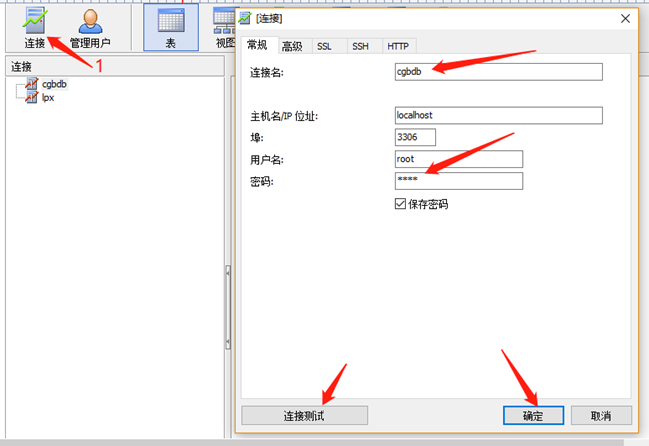 [连接]
连接
1
管理用户
表
视图
连接
cgbdb
lpx
常规 高级 SSL SSH HTTP
连接名: cgbdb
主机名/IP 位址: localhost
埠: 3306
用户名: root
密码: ****
保存密码
连接测试 确定 取消